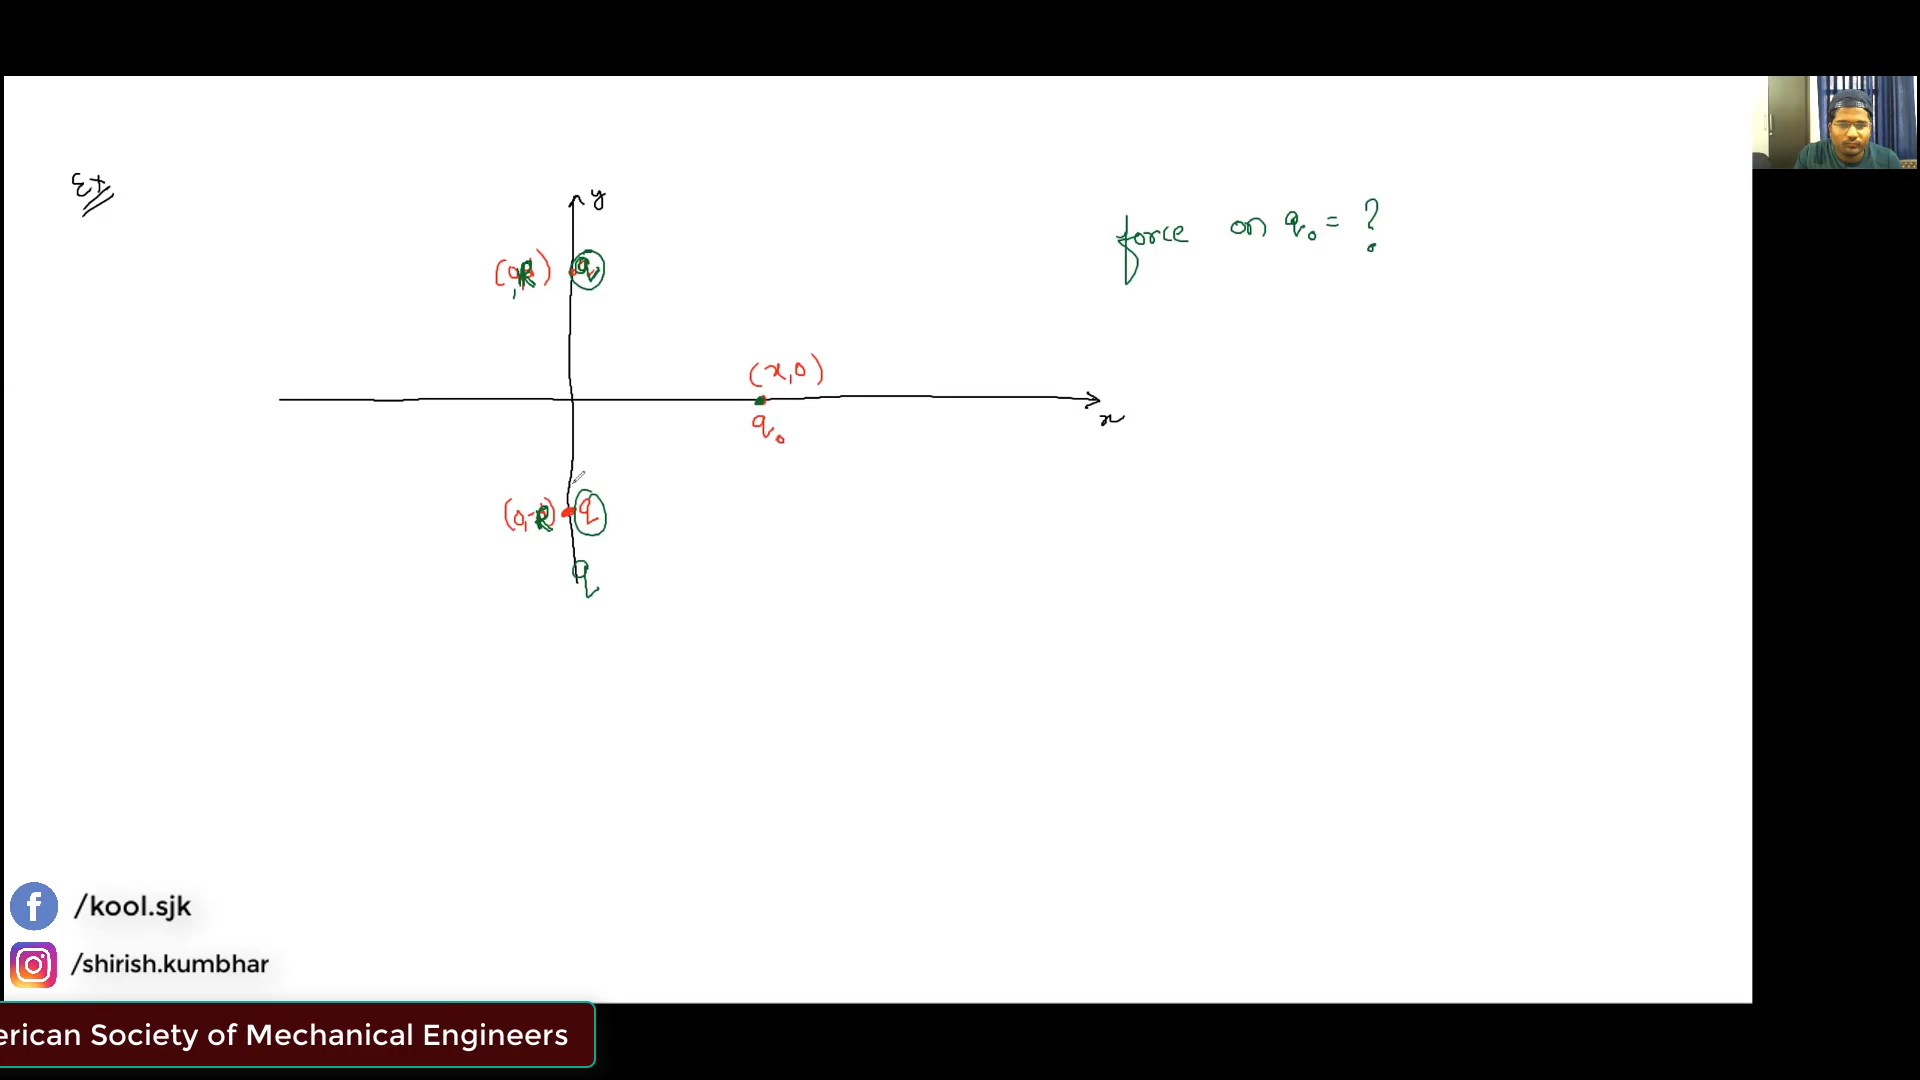 Ex
y
force on q₀ = ?
(0,R) q
(x,0)
x
q₀
(0,-R) q
q
/kool.sjk
/shirish.kumbhar
erican Society of Mechanical Engineers